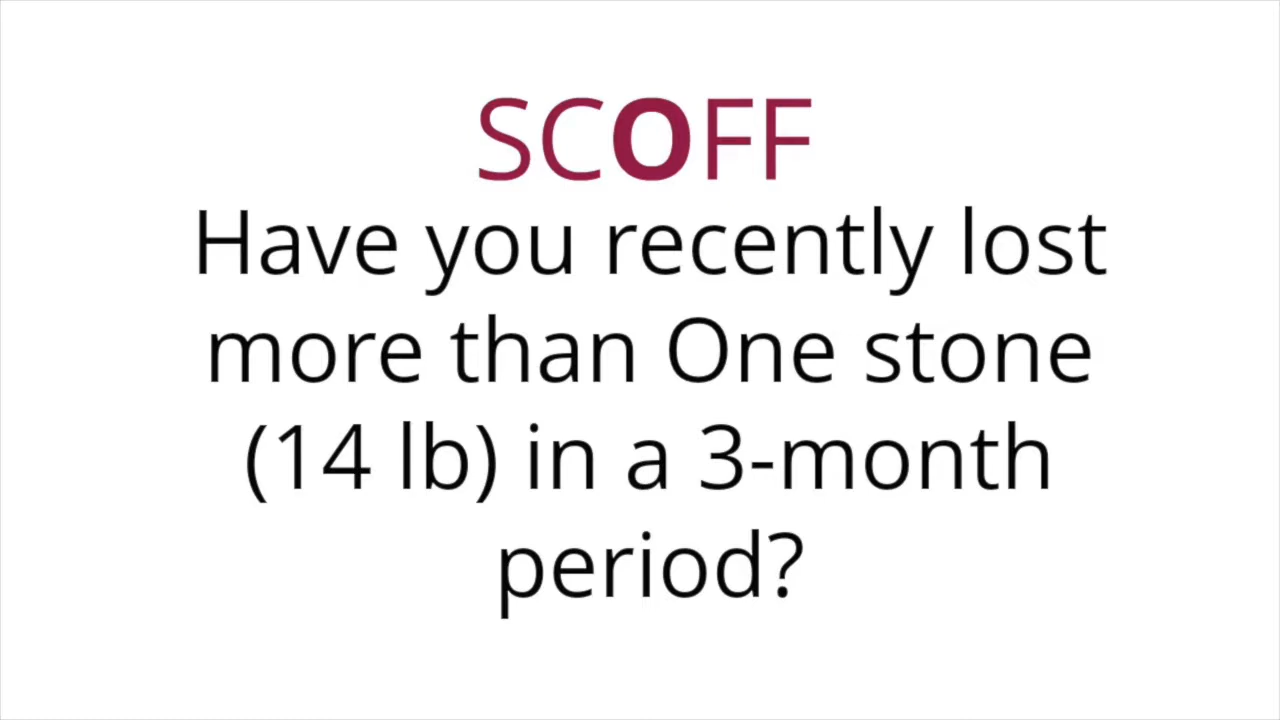 SCOFF
Have you recently lost
more than One stone
(14 lb) in a 3-month
period?